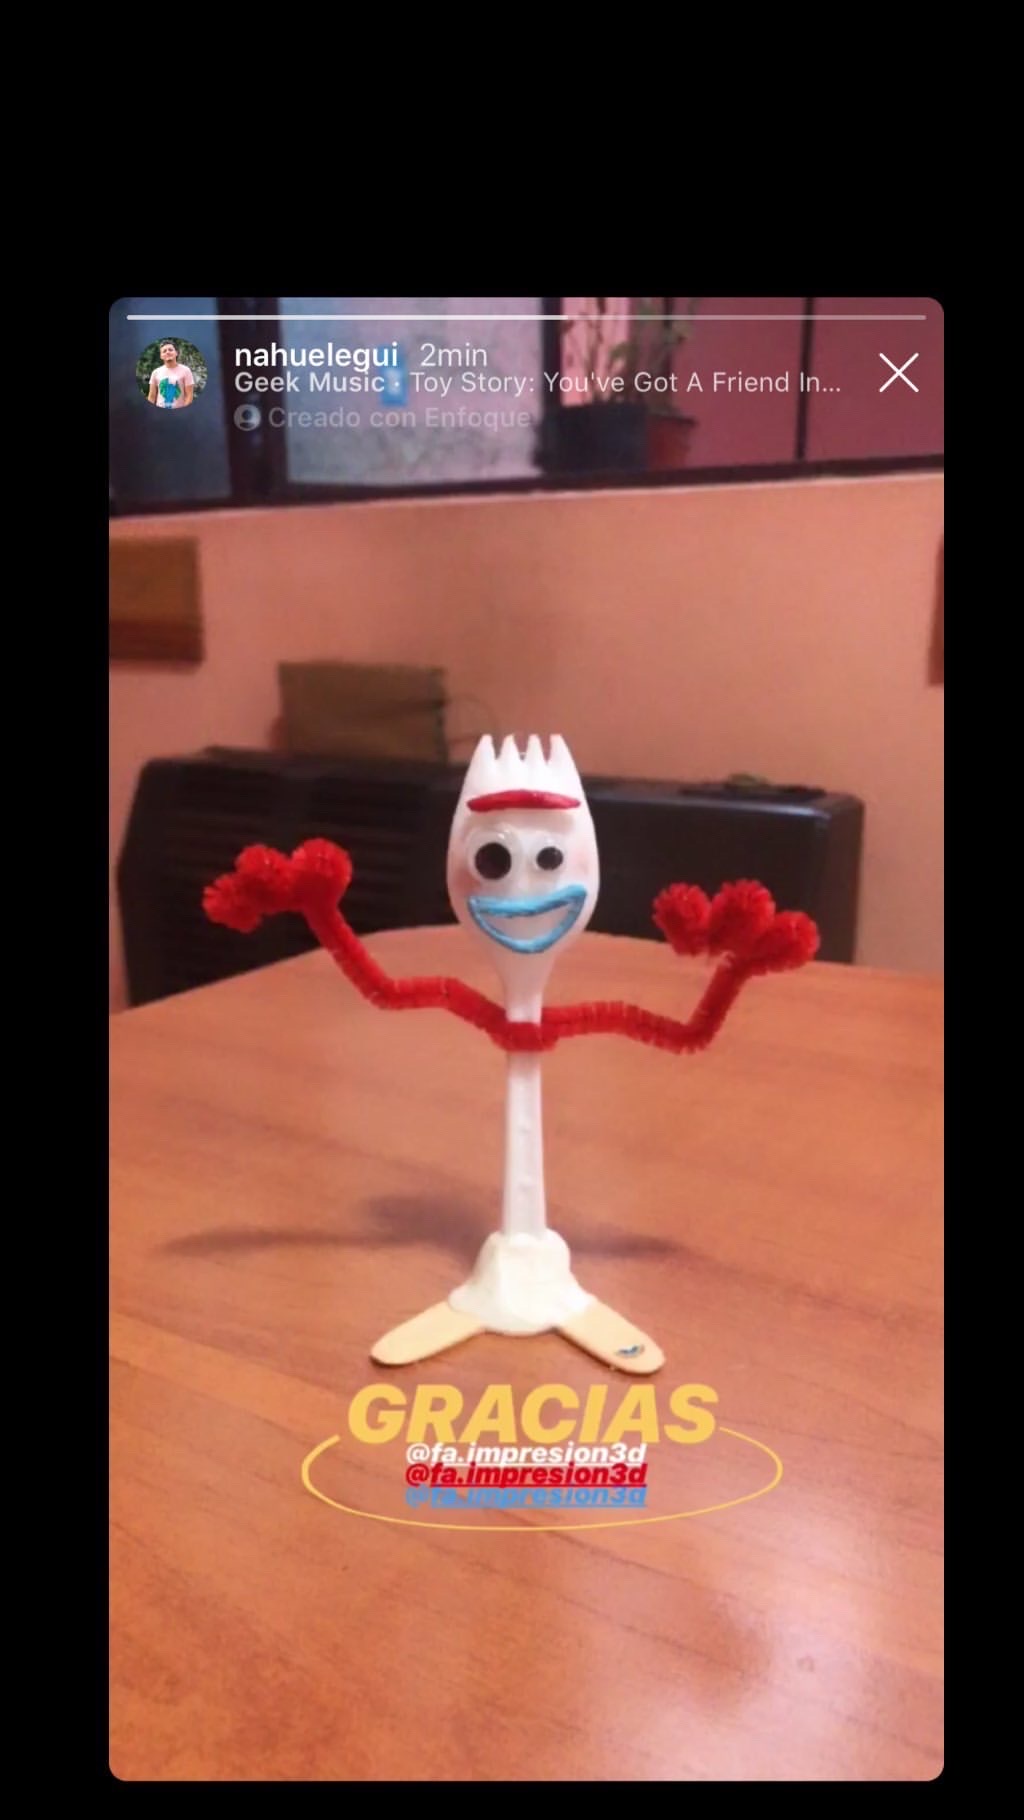 nahuelegui 2min
Geek Music · Toy Story: You've Got A Friend In...
Creado con Enfoque
GRACIAS
@fa.impresion3d
@fa.impresion3d
@fa.impresion3d